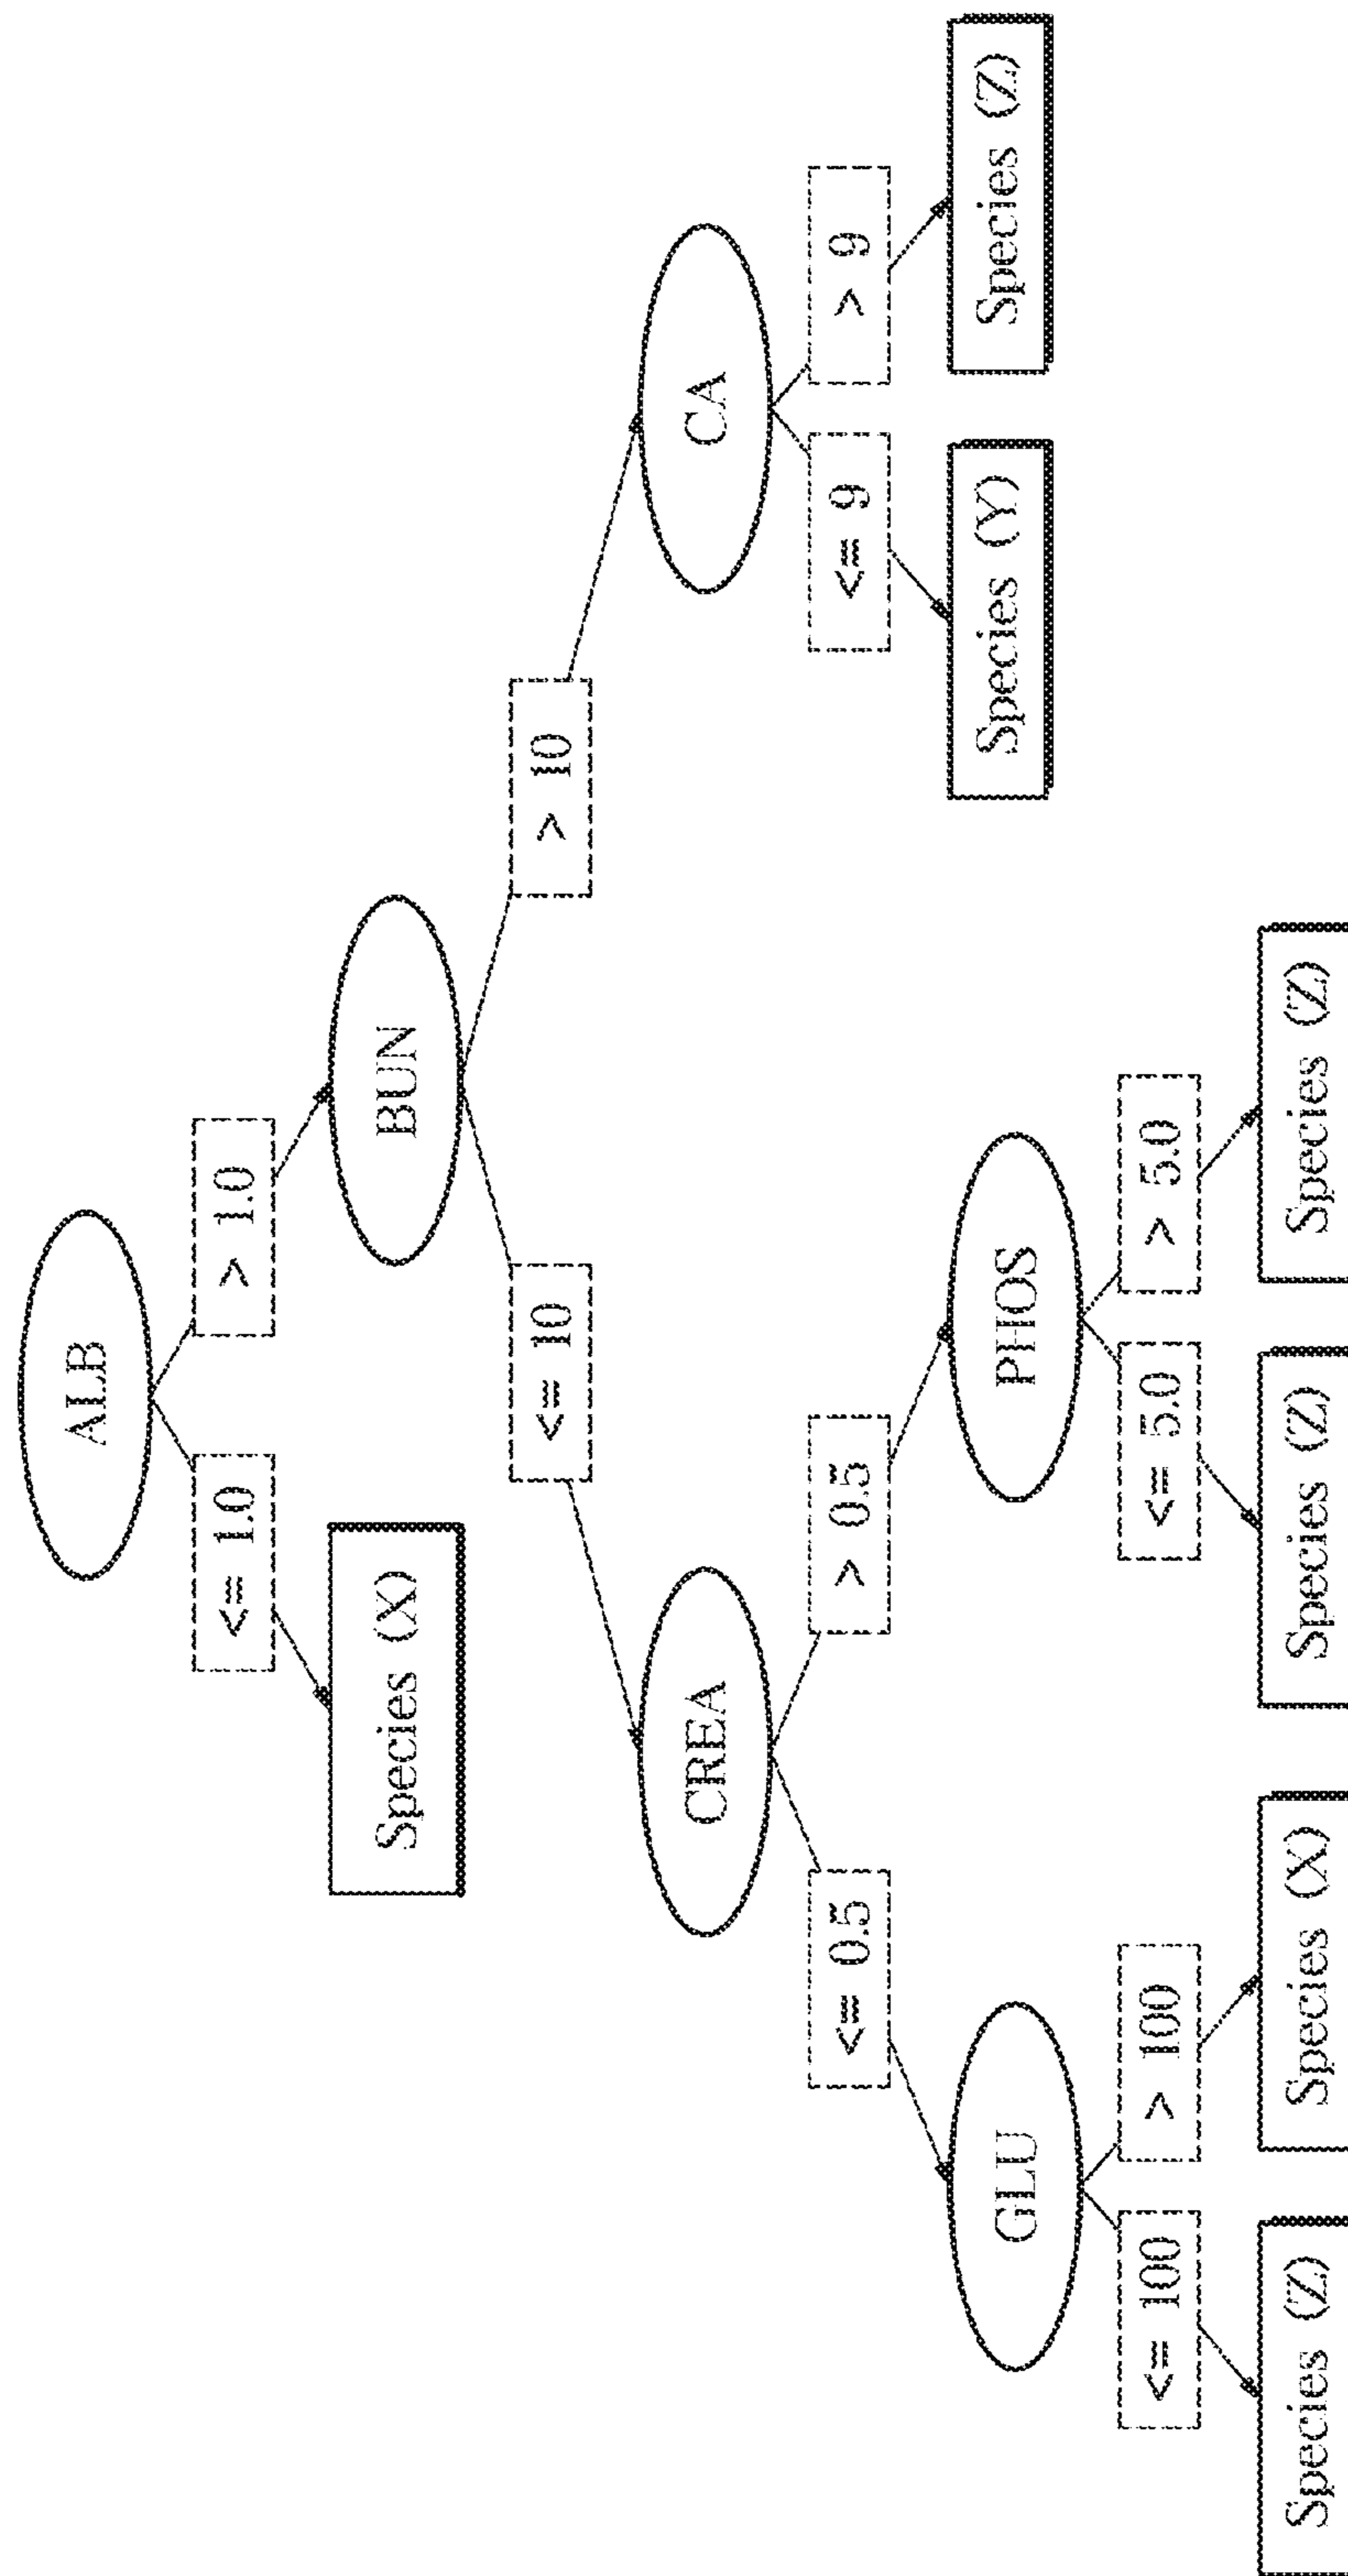 ALB
<= 1.0
> 1.0
Species (X)
BUN
<= 10
> 10
CREA
CA
<= 0.5
> 0.5
<= 9
> 9
GLU
PHOS
Species (Y)
Species (Z)
<= 100
> 100
<= 5.0
> 5.0
Species (Z)
Species (X)
Species (Z)
Species (Z)